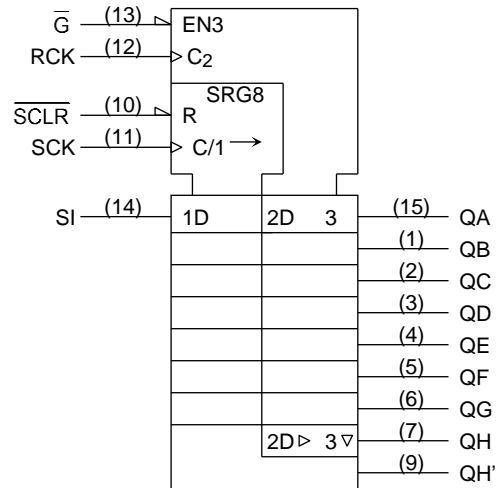 G̅ (13) EN3
RCK (12) C2
SRG8
S̅C̅L̅R̅ (10) R
SCK (11) C/1 →
SI (14) 1D 2D 3 (15) QA
(1) QB
(2) QC
(3) QD
(4) QE
(5) QF
(6) QG
2D ▷ 3 ▽ (7) QH
(9) QH'